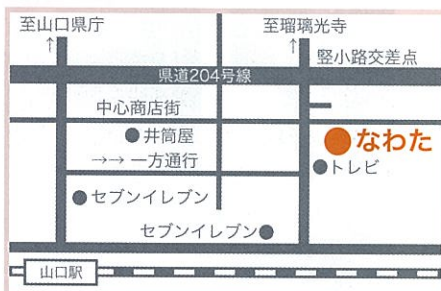 至山口県庁
↑
至瑠璃光寺
↑
竪小路交差点
県道204号線
中心商店街
●井筒屋
●なわた
→→ 一方通行
●トレビ
●セブンイレブン
セブンイレブン●
山口駅